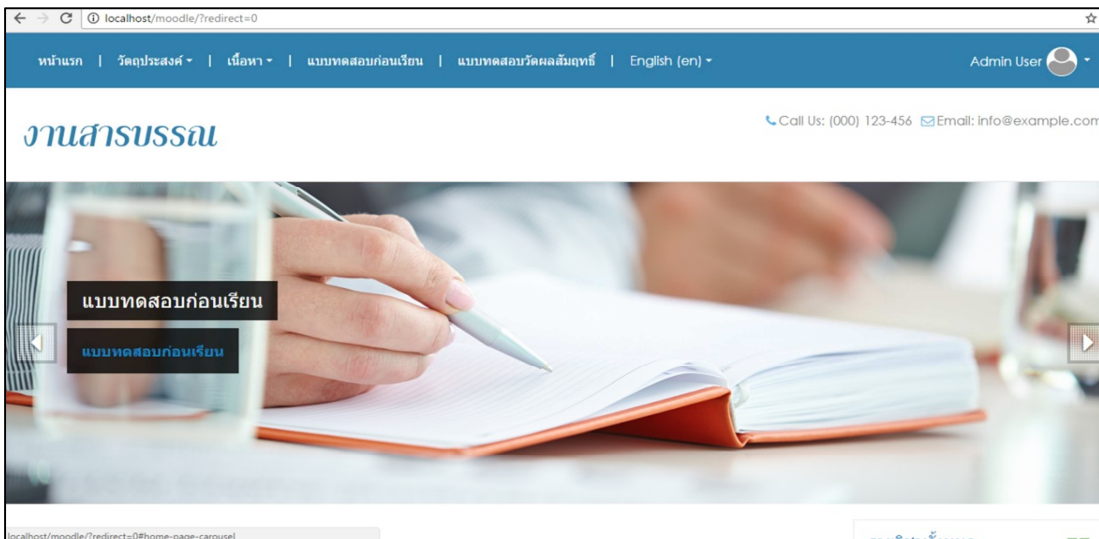 localhost/moodle/?redirect=0
หน้าแรก | วัตถุประสงค์ | เนื้อหา | แบบทดสอบก่อนเรียน | แบบทดสอบวัดผลสัมฤทธิ์ | English (en) Admin User
งานสารบรรณ
Call Us: (000) 123-456 Email: info@example.com
แบบทดสอบก่อนเรียน
แบบทดสอบก่อนเรียน
localhost/moodle/?redirect=0#home-page-carousel